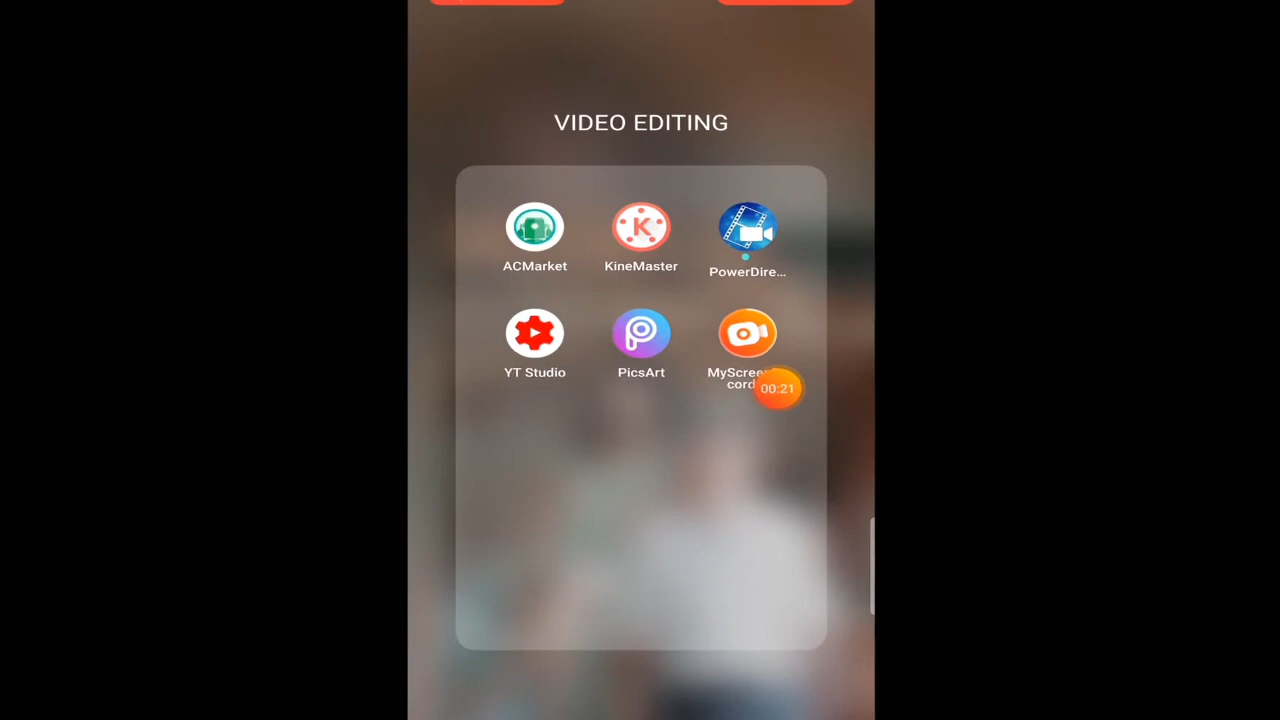 VIDEO EDITING
ACMarket
KineMaster
PowerDire...
YT Studio
PicsArt
MyScree
cord
00:21